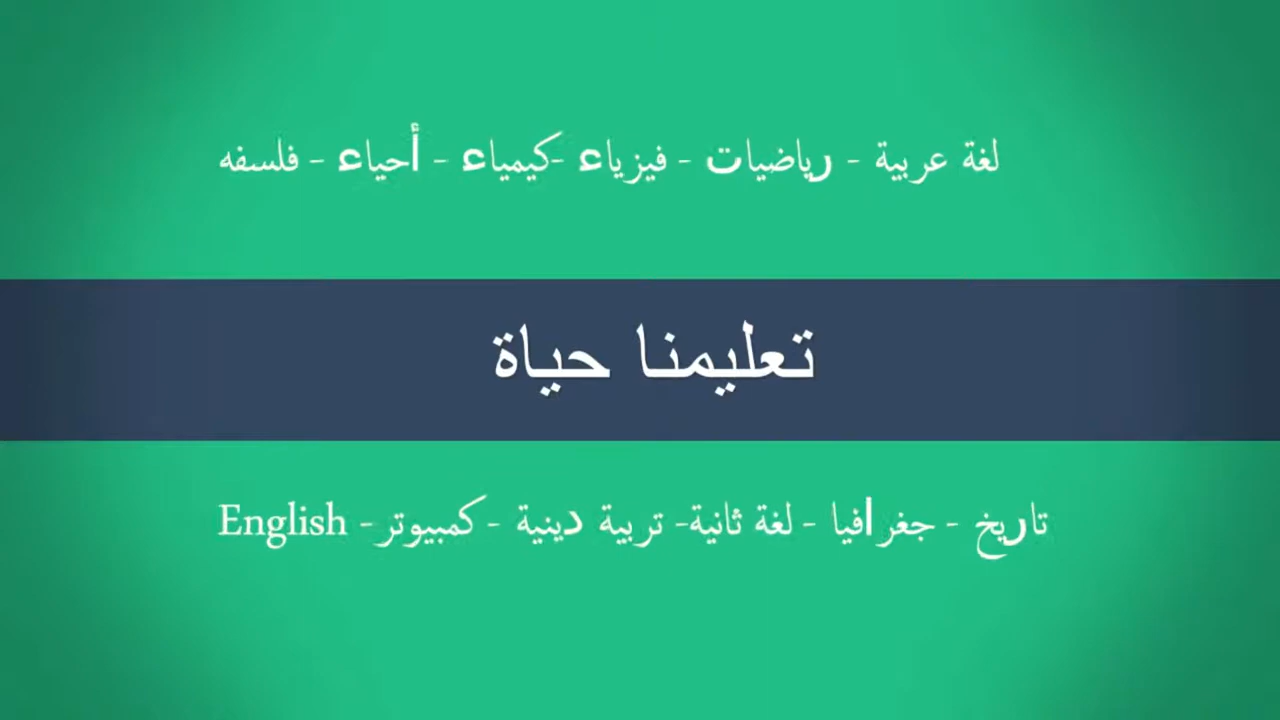 لغة عربية - رياضيات - فيزياء -كيمياء - أحياء - فلسفه
تعليمنا حياة
تاريخ - جغرافيا - لغة ثانية- تربية دينية - كمبيوتر - English